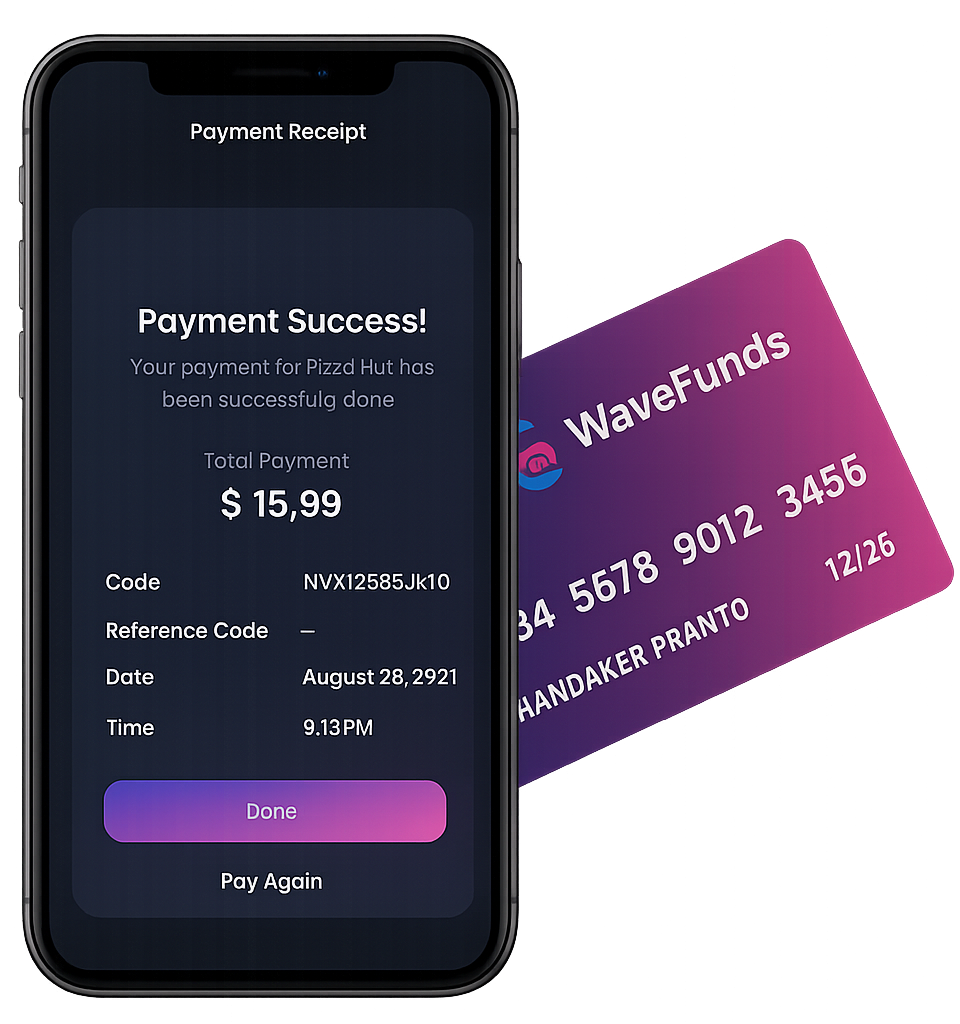 Payment Receipt
Payment Success!
Your payment for Pizzd Hut has
been successfulg done
Total Payment
$ 15,99
Code NVX12585Jk10
Reference Code —
Date August 28, 2921
Time 9.13 PM
Done
Pay Again
WaveFunds
34 5678 9012 3456
12/26
HANDAKER PRANTO